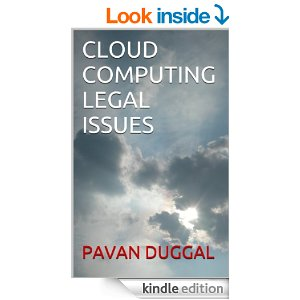 Look inside
CLOUD
COMPUTING
LEGAL
ISSUES
PAVAN DUGGAL
kindle edition